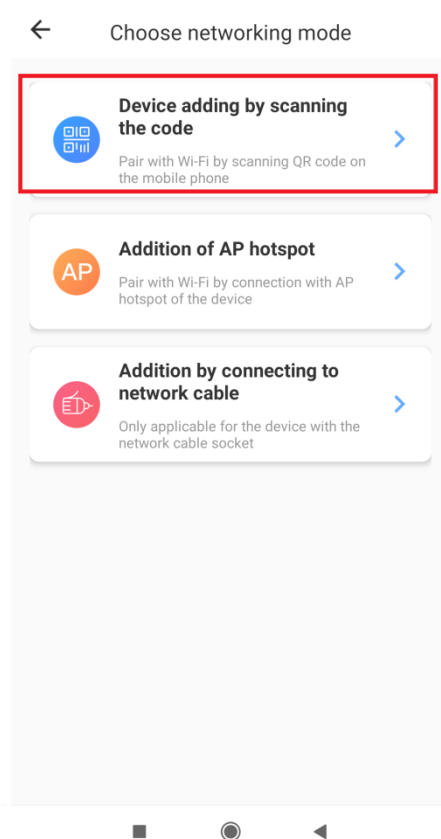 Choose networking mode
Device adding by scanning
the code
Pair with Wi-Fi by scanning QR code on
the mobile phone
AP
Addition of AP hotspot
Pair with Wi-Fi by connection with AP
hotspot of the device
Addition by connecting to
network cable
Only applicable for the device with the
network cable socket